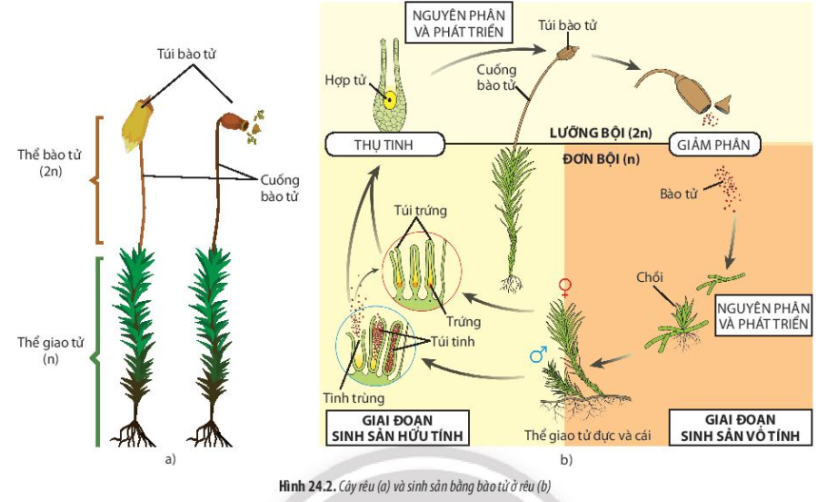 Túi bào tử
Thể bào tử
(2n)
Cuống
bào tử
Thể giao tử
(n)
a)
NGUYÊN PHÂN
VÀ PHÁT TRIỂN
Túi bào tử
Hợp tử
Cuống
bào tử
THỤ TINH
LƯỠNG BỘI (2n)
ĐƠN BỘI (n)
GIẢM PHÂN
Bào tử
Túi trứng
Chồi
NGUYÊN PHÂN
VÀ PHÁT TRIỂN
Trứng
Túi tinh
Tinh trùng
♀
♂
GIAI ĐOẠN
SINH SẢN HỮU TÍNH
Thể giao tử đực và cái
GIAI ĐOẠN
SINH SẢN VÔ TÍNH
b)
Hình 24.2. Cây rêu (a) và sinh sản bằng bào tử ở rêu (b)